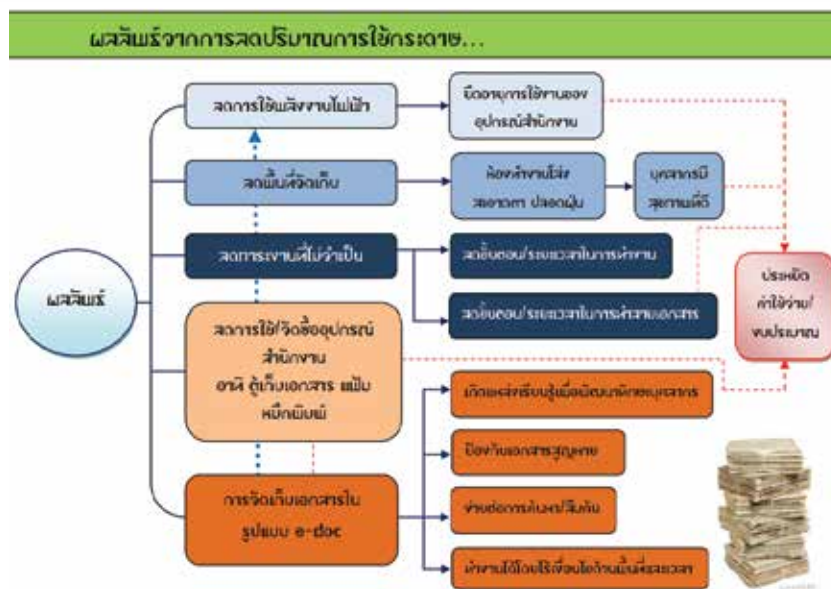 ผลลัพธ์จากการลดปริมาณการใช้กระดาษ...
ลดการใช้พลังงานไฟฟ้า
ยืดอายุการใช้งานของ
อุปกรณ์สำนักงาน
ลดพื้นที่จัดเก็บ
ห้องทำงานโล่ง
สะอาดตา ปลอดฝุ่น
บุคลากรมี
สุขภาพที่ดี
ลดภาระงานที่ไม่จำเป็น
ลดขั้นตอน/ระยะเวลาในการทำงาน
ลดขั้นตอน/ระยะเวลาในการทำลายเอกสาร
ประหยัด
ค่าใช้จ่าย/
งบประมาณ
ผลลัพธ์
ลดการใช้/จัดซื้ออุปกรณ์
สำนักงาน
อาทิ ตู้เก็บเอกสาร แฟ้ม
หมึกพิมพ์
เกิดแหล่งเรียนรู้เพื่อพัฒนาทักษะบุคลากร
ป้องกันเอกสารสูญหาย
การจัดเก็บเอกสารใน
รูปแบบ e-doc
ง่ายต่อการค้นหา/สืบค้น
ทำงานได้โดยไร้เงื่อนไขด้านพื้นที่และเวลา